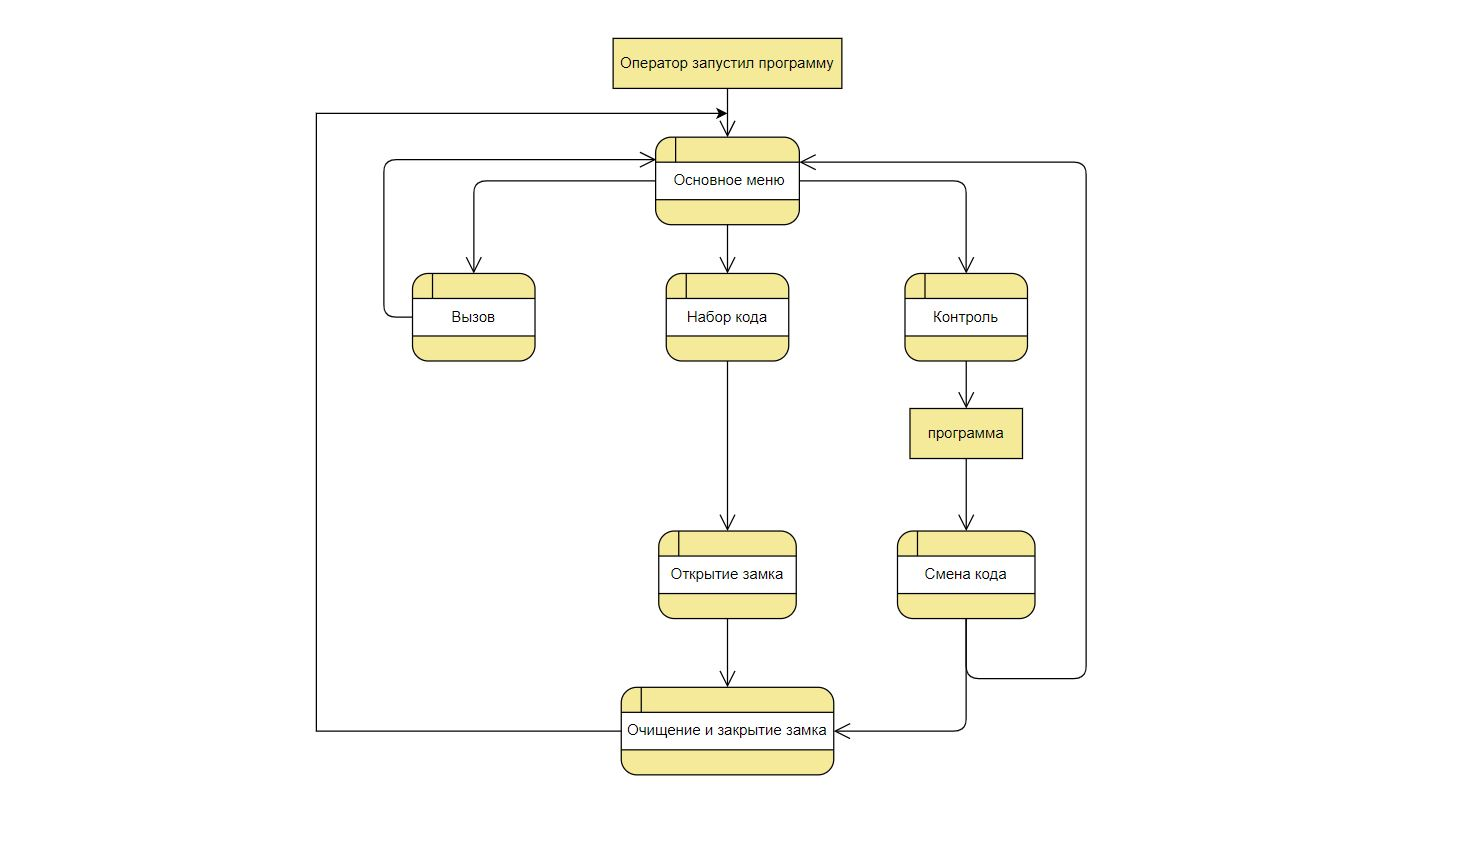 Оператор запустил программу
Основное меню
Вызов
Набор кода
Контроль
программа
Открытие замка
Смена кода
Очищение и закрытие замка